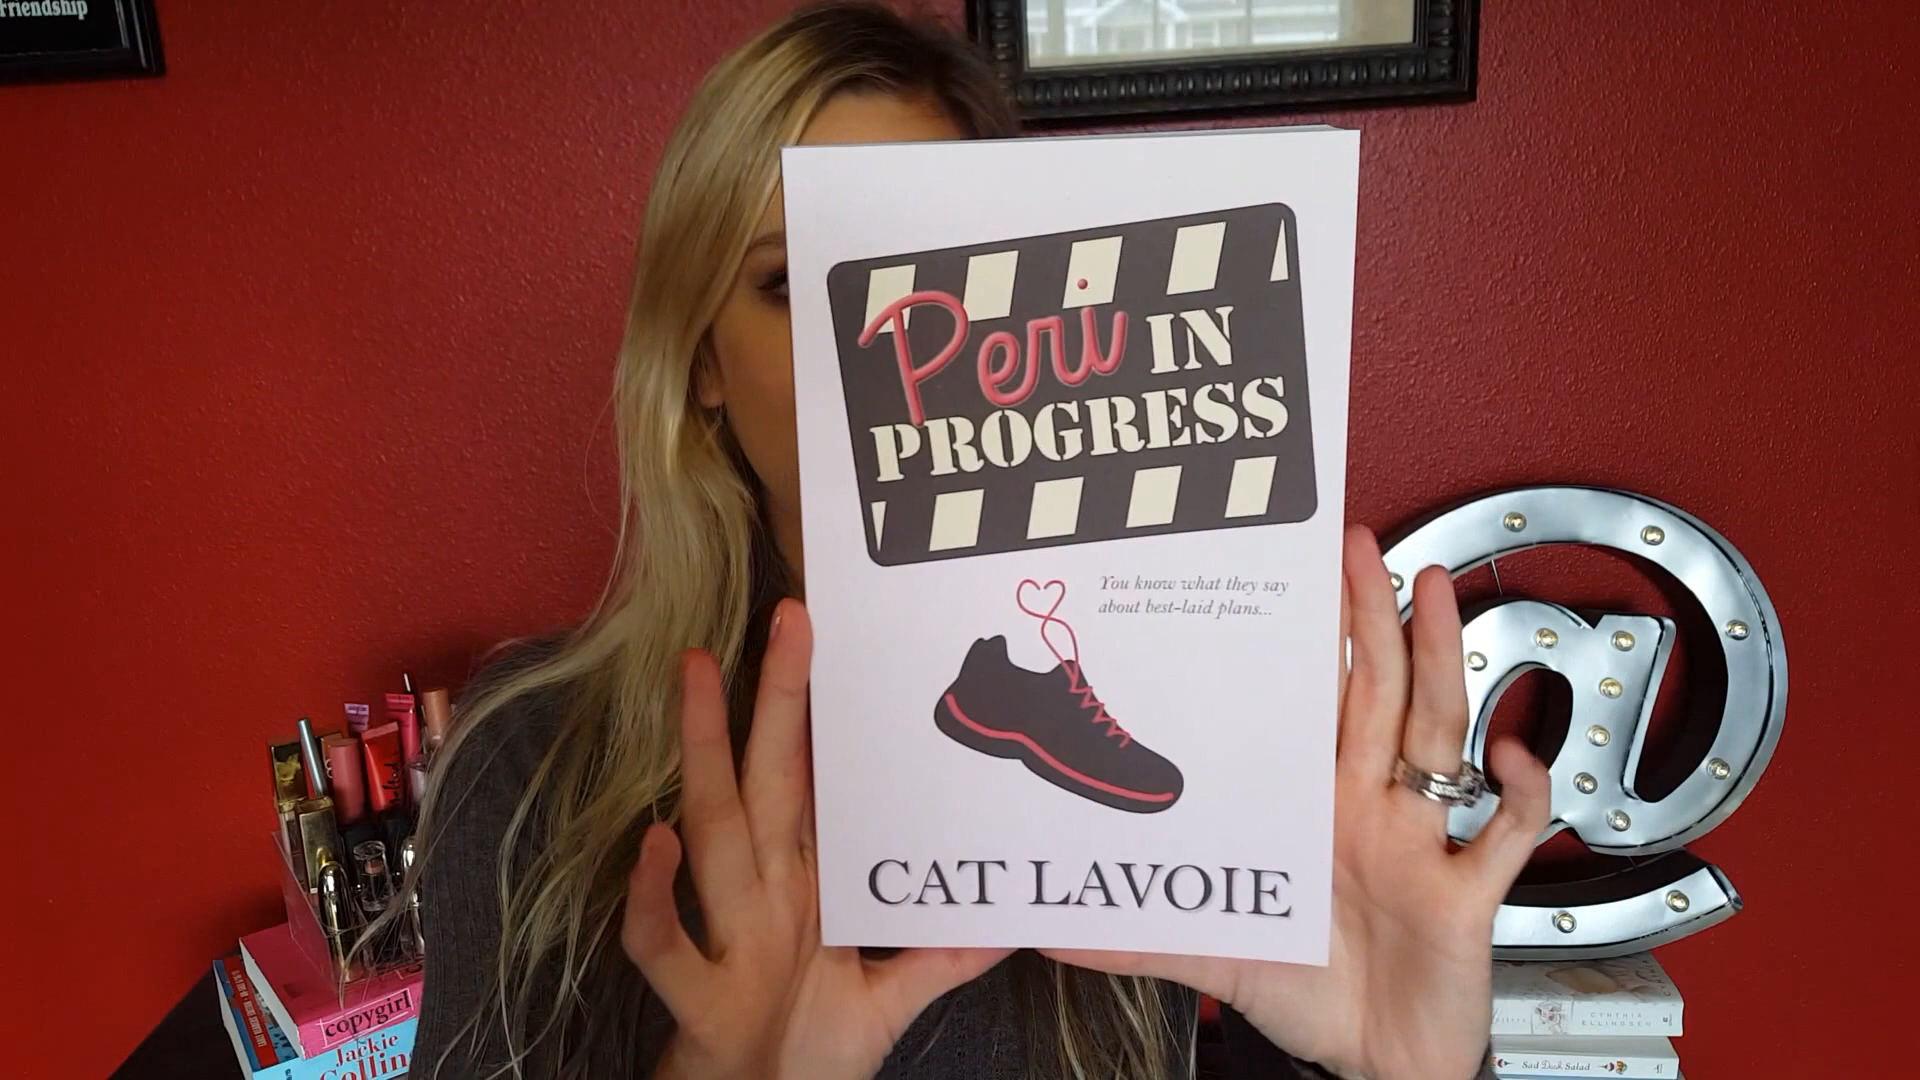 Friendship
Peri IN
PROGRESS
You know what they say
about best-laid plans...
CAT LAVOIE
copygirl
Jackie
Collin
CYNTHIA
ELLINGSEN
Sad Desk Salad